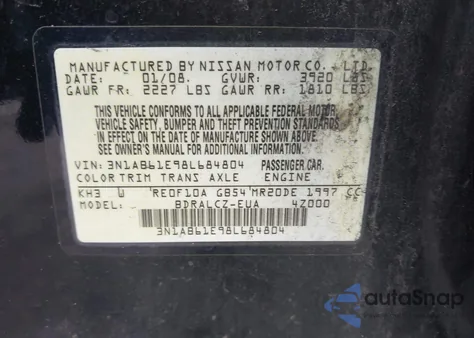 MANUFACTURED BY NISSAN MOTOR CO., LTD.
DATE: 01/08. GVWR: 3920 LBS
GAWR FR: 2227 LBS GAWR RR: 1810 LBS
THIS VEHICLE CONFORMS TO ALL APPLICABLE FEDERAL MOTOR
VEHICLE SAFETY, BUMPER AND THEFT PREVENTION STANDARDS
IN EFFECT ON THE DATE OF MANUFACTURE SHOWN ABOVE.
SEE OWNER'S MANUAL FOR ADDITIONAL INFORMATION
VIN: 3N1AB61E98L684804 PASSENGER CAR.
COLOR TRIM TRANS AXLE ENGINE
KH3 W 'RE0F10A GB54'MR20DE 1997 CC
MODEL: BDRALCZ-EUA 4Z000
3N1AB61E98L684804
autoSnap